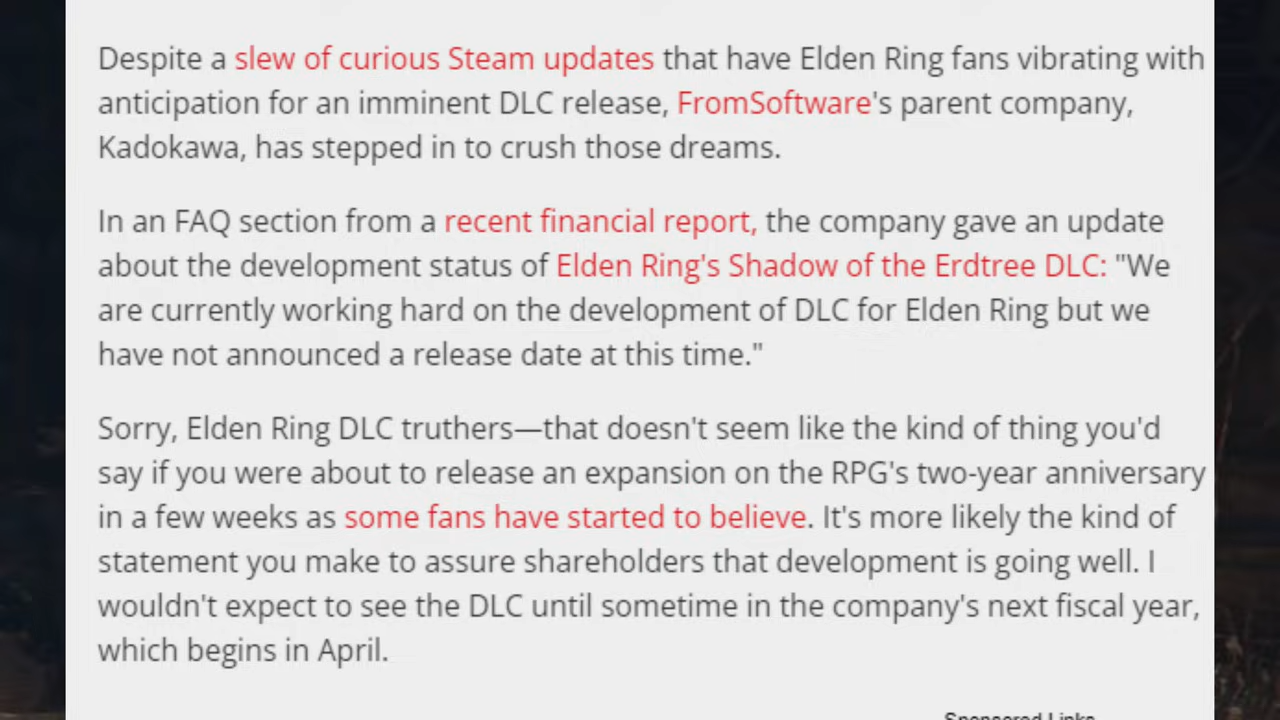 Despite a slew of curious Steam updates that have Elden Ring fans vibrating with
anticipation for an imminent DLC release, FromSoftware's parent company,
Kadokawa, has stepped in to crush those dreams.
In an FAQ section from a recent financial report, the company gave an update
about the development status of Elden Ring's Shadow of the Erdtree DLC: "We
are currently working hard on the development of DLC for Elden Ring but we
have not announced a release date at this time."
Sorry, Elden Ring DLC truthers—that doesn't seem like the kind of thing you'd
say if you were about to release an expansion on the RPG's two-year anniversary
in a few weeks as some fans have started to believe. It's more likely the kind of
statement you make to assure shareholders that development is going well. I
wouldn't expect to see the DLC until sometime in the company's next fiscal year,
which begins in April.
Sponsored Links